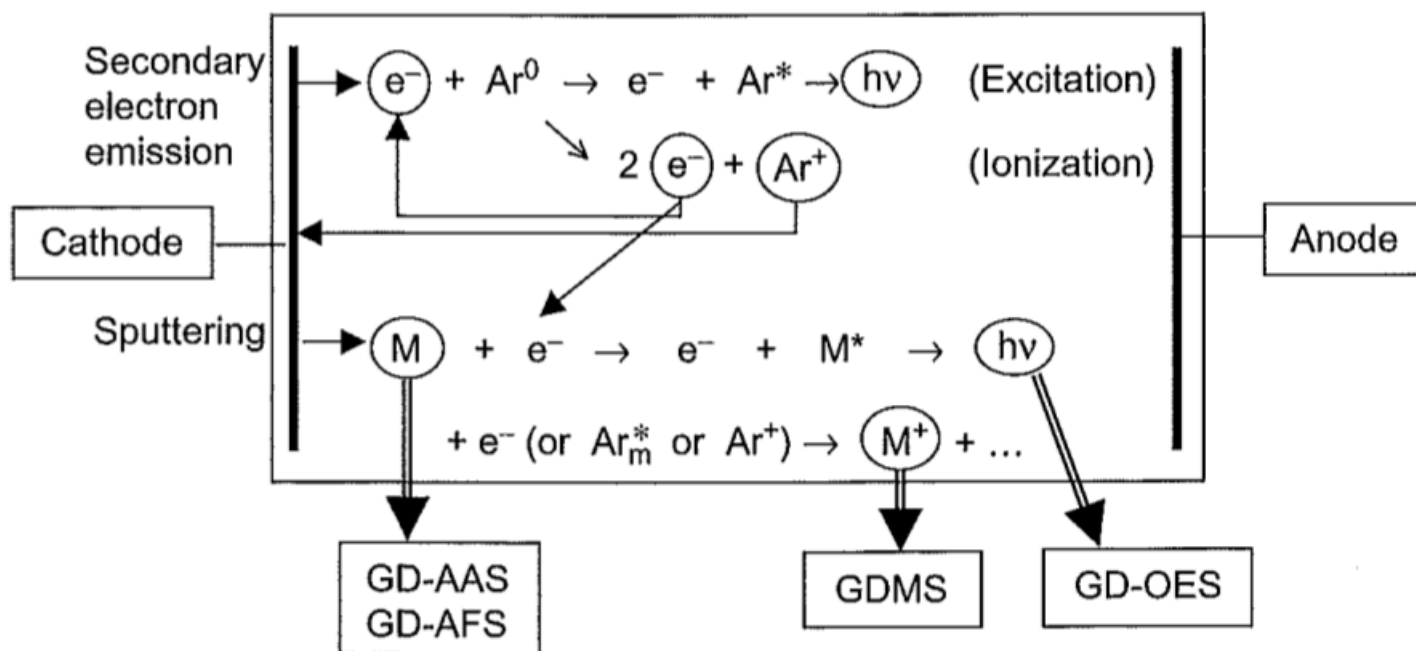 Secondary
electron
emission
e⁻ + Ar⁰ → e⁻ + Ar* → hν (Excitation)
2 e⁻ + Ar⁺ (Ionization)
Cathode
Anode
Sputtering
M + e⁻ → e⁻ + M* → hν
+ e⁻ (or Ar*ₘ or Ar⁺) → M⁺ + ...
GD-AAS
GD-AFS
GDMS
GD-OES